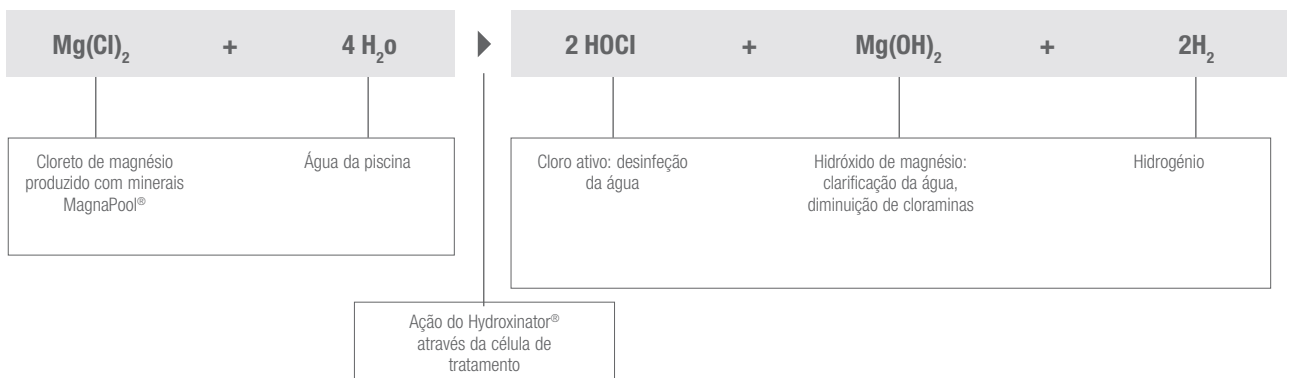 Mg(Cl)₂ + 4 H₂o ▶ 2 HOCl + Mg(OH)₂ + 2H₂
Cloreto de magnésio
produzido com minerais
MagnaPool®
Água da piscina
Cloro ativo: desinfeção
da água
Hidróxido de magnésio:
clarificação da água,
diminuição de cloraminas
Hidrogénio
Ação do Hydroxinator®
através da célula de
tratamento